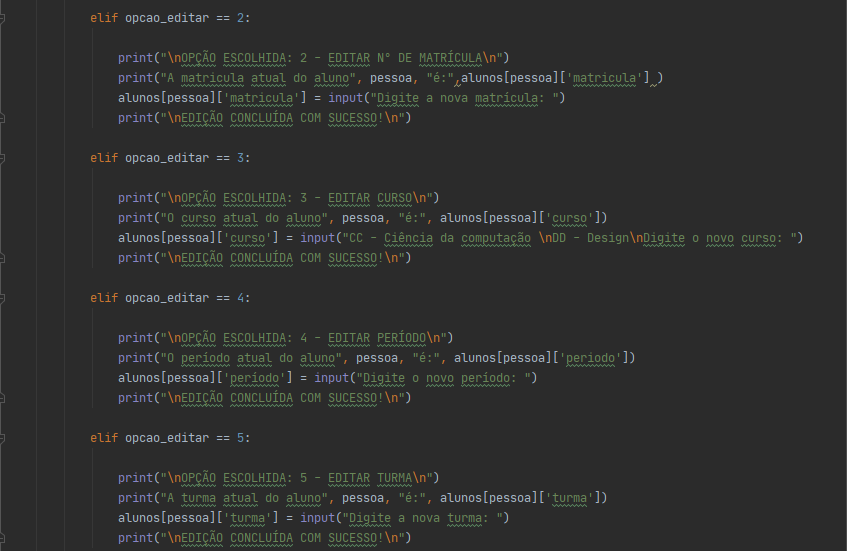 elif opcao_editar == 2:
print("\nOPÇÃO ESCOLHIDA: 2 - EDITAR Nº DE MATRÍCULA\n")
print("A matricula atual do aluno", pessoa, "é:",alunos[pessoa]['matricula'] )
alunos[pessoa]['matricula'] = input("Digite a nova matricula: ")
print("\nEDIÇÃO CONCLUÍDA COM SUCESSO!\n")
elif opcao_editar == 3:
print("\nOPÇÃO ESCOLHIDA: 3 - EDITAR CURSO\n")
print("O curso atual do aluno", pessoa, "é:", alunos[pessoa]['curso'])
alunos[pessoa]['curso'] = input("CC - Ciência da computação \nDD - Design\nDigite o novo curso: ")
print("\nEDIÇÃO CONCLUÍDA COM SUCESSO!\n")
elif opcao_editar == 4:
print("\nOPÇÃO ESCOLHIDA: 4 - EDITAR PERÍODO\n")
print("O periodo atual do aluno", pessoa, "é:", alunos[pessoa]['periodo'])
alunos[pessoa]['periodo'] = input("Digite o novo periodo: ")
print("\nEDIÇÃO CONCLUÍDA COM SUCESSO!\n")
elif opcao_editar == 5:
print("\nOPÇÃO ESCOLHIDA: 5 - EDITAR TURMA\n")
print("A turma atual do aluno", pessoa, "é:", alunos[pessoa]['turma'])
alunos[pessoa]['turma'] = input("Digite a nova turma: ")
print("\nEDIÇÃO CONCLUÍDA COM SUCESSO!\n")